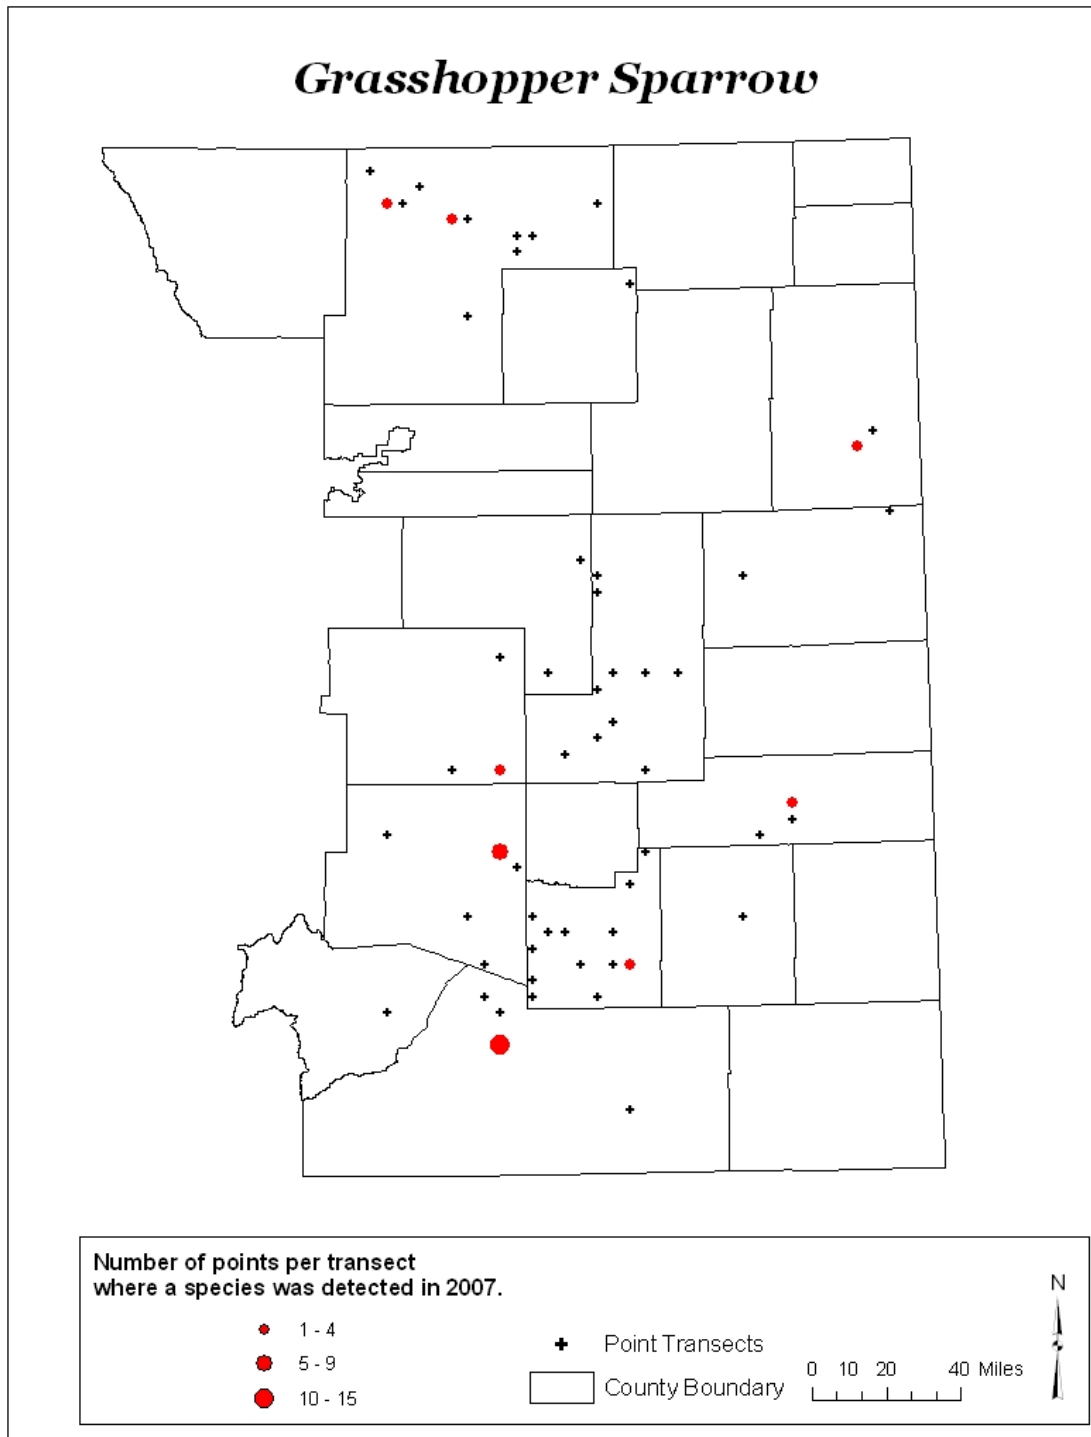 Grasshopper Sparrow
Number of points per transect
where a species was detected in 2007.
1 - 4
5 - 9
10 - 15
Point Transects
County Boundary
0 10 20 40 Miles
N